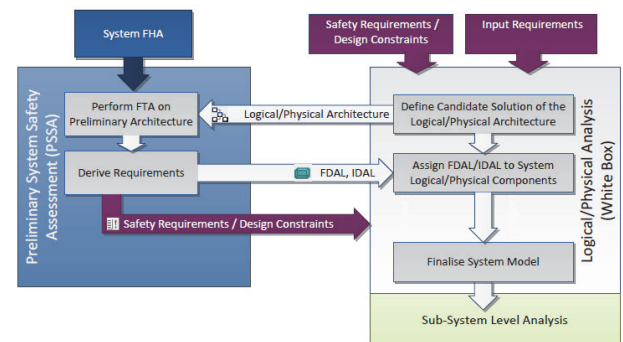 System FHA
Safety Requirements /
Design Constraints
Input Requirements
Preliminary System Safety
Assessment (PSSA)
Perform FTA on
Preliminary Architecture
Logical/Physical Architecture
Define Candidate Solution of the
Logical/Physical Architecture
Derive Requirements
FDAL, IDAL
Assign FDAL/IDAL to System
Logical/Physical Components
Safety Requirements / Design Constraints
Finalise System Model
Logical/Physical Analysis
(White Box)
Sub-System Level Analysis